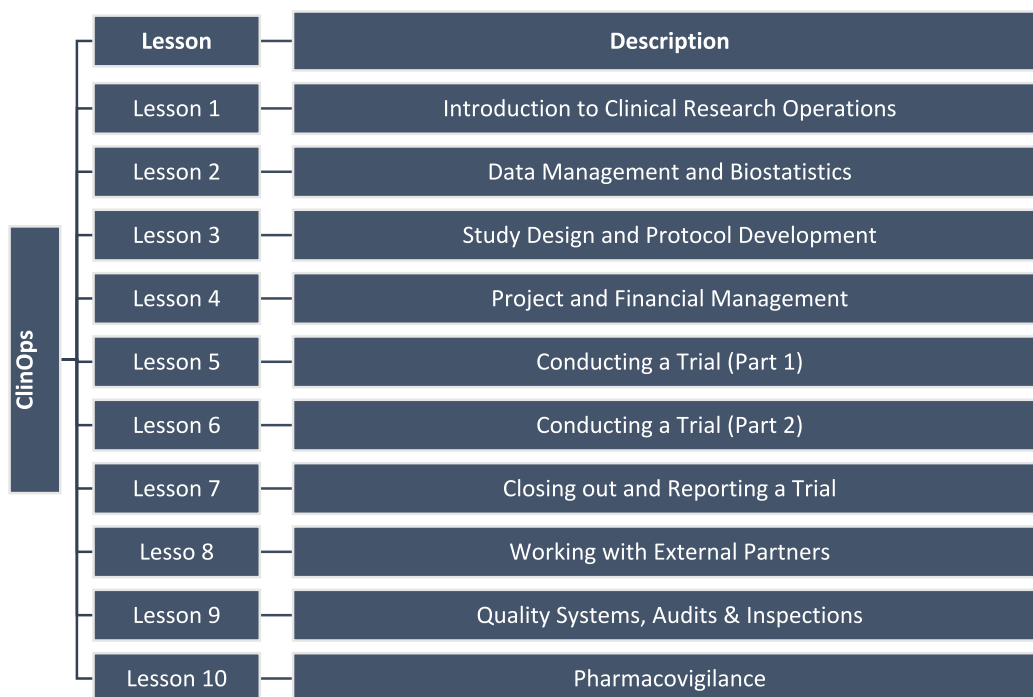 ClinOps
Lesson
Description
Lesson 1
Introduction to Clinical Research Operations
Lesson 2
Data Management and Biostatistics
Lesson 3
Study Design and Protocol Development
Lesson 4
Project and Financial Management
Lesson 5
Conducting a Trial (Part 1)
Lesson 6
Conducting a Trial (Part 2)
Lesson 7
Closing out and Reporting a Trial
Lesso 8
Working with External Partners
Lesson 9
Quality Systems, Audits & Inspections
Lesson 10
Pharmacovigilance